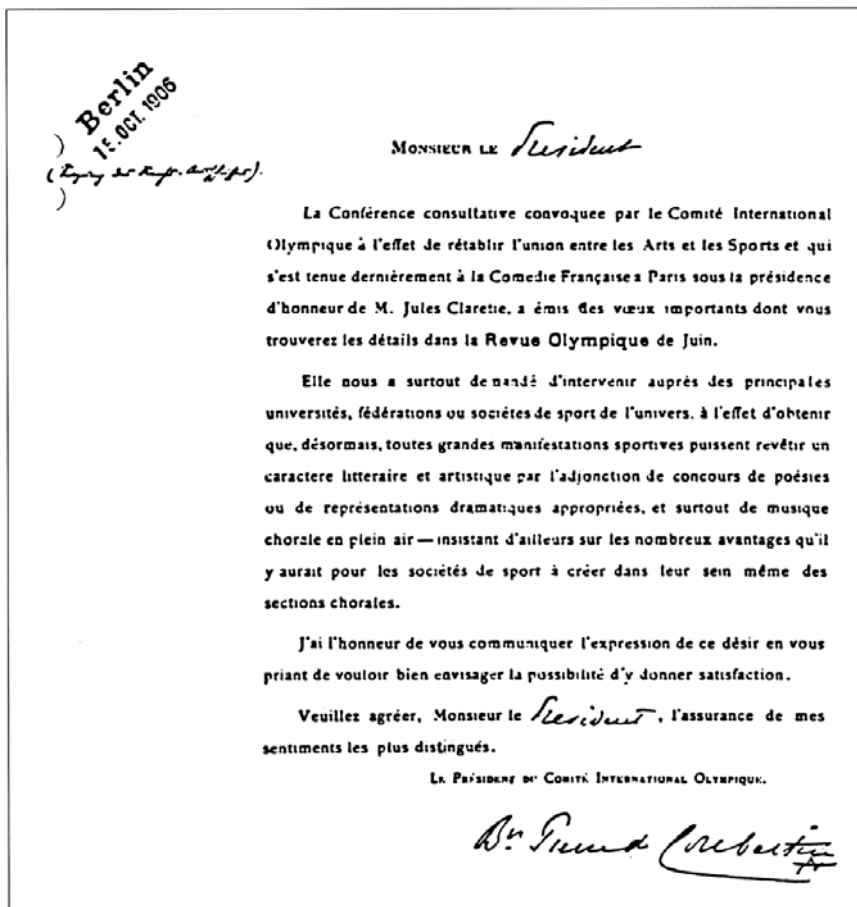 Berlin
15.OCT.1906
MONSIEUR LE President
La Conférence consultative convoquee par le Comité International
Olympique à l'effet de rétablir l'union entre les Arts et les Sports et qui
s'est tenue dernièrement à la Comedie Française a Paris sous la présidence
d'honneur de M. Jules Claretie, a émis des vœux importants dont vous
trouverez les détails dans la Revue Olympique de Juin.
Elle nous a surtout demandé d'intervenir auprès des principales
universités, fédérations ou sociétes de sport de l'univers. à l'effet d'obtenir
que, désormais, toutes grandes manifestations sportives puissent revêtir un
caractere litteraire et artistique par l'adjonction de concours de poésies
ou de représentations dramatiques appropriées, et surtout de musique
chorale en plein air — insistant d'ailleurs sur les nombreux avantages qu'il
y aurait pour les sociétés de sport à créer dans leur sein même des
sections chorales.
J'ai l'honneur de vous communiquer l'expression de ce désir en vous
priant de vouloir bien envisager la possibilité d'y donner satisfaction.
Veuillez agréer, Monsieur le President, l'assurance de mes
sentiments les plus distingués.
LE PRÉSIDENT DU COMITÉ INTERNATIONAL OLYMPIQUE.
Bn Pierre d Coubertin